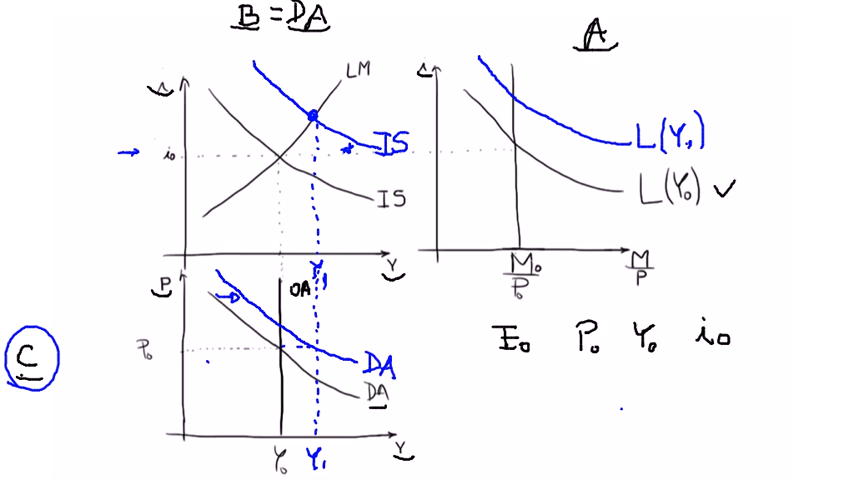 B = DA
A
i
LM
IS
i₀
IS
Y
Y₁
i
L(Y₁)
L(Y₀) ✓
M₀/P₀
M/P
P
OA
P₀
DA
DA
Y₀
Y₁
Y
C
E₀ P₀ Y₀ i₀